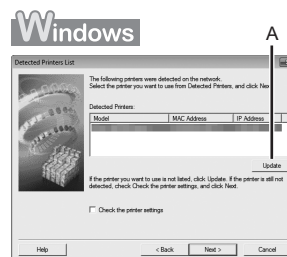 Windows
A
Detected Printers List
The following printers were detected on the network.
Select the printer you want to use from Detected Printers, and click Nex
Detected Printers:
Model MAC Address IP Address
Update
If the printer you want to use is not listed, click Update. If the printer is still not
detected, check Check the printer settings, and click Next.
Check the printer settings
Help < Back Next > Cancel